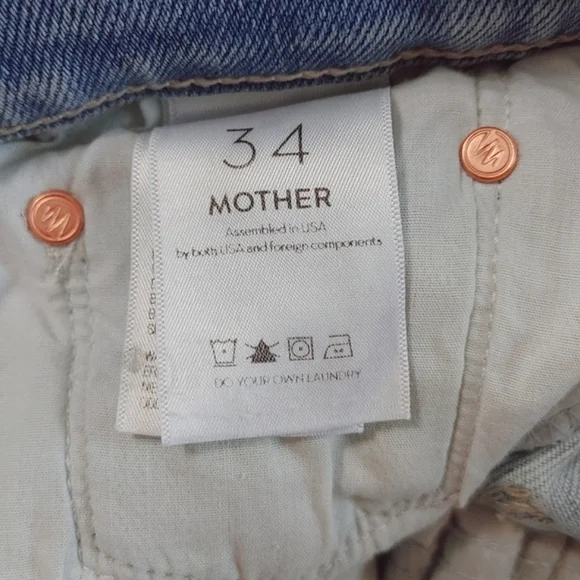 34
MOTHER
Assembled in USA
by both USA and foreign components
DO YOUR OWN LAUNDRY